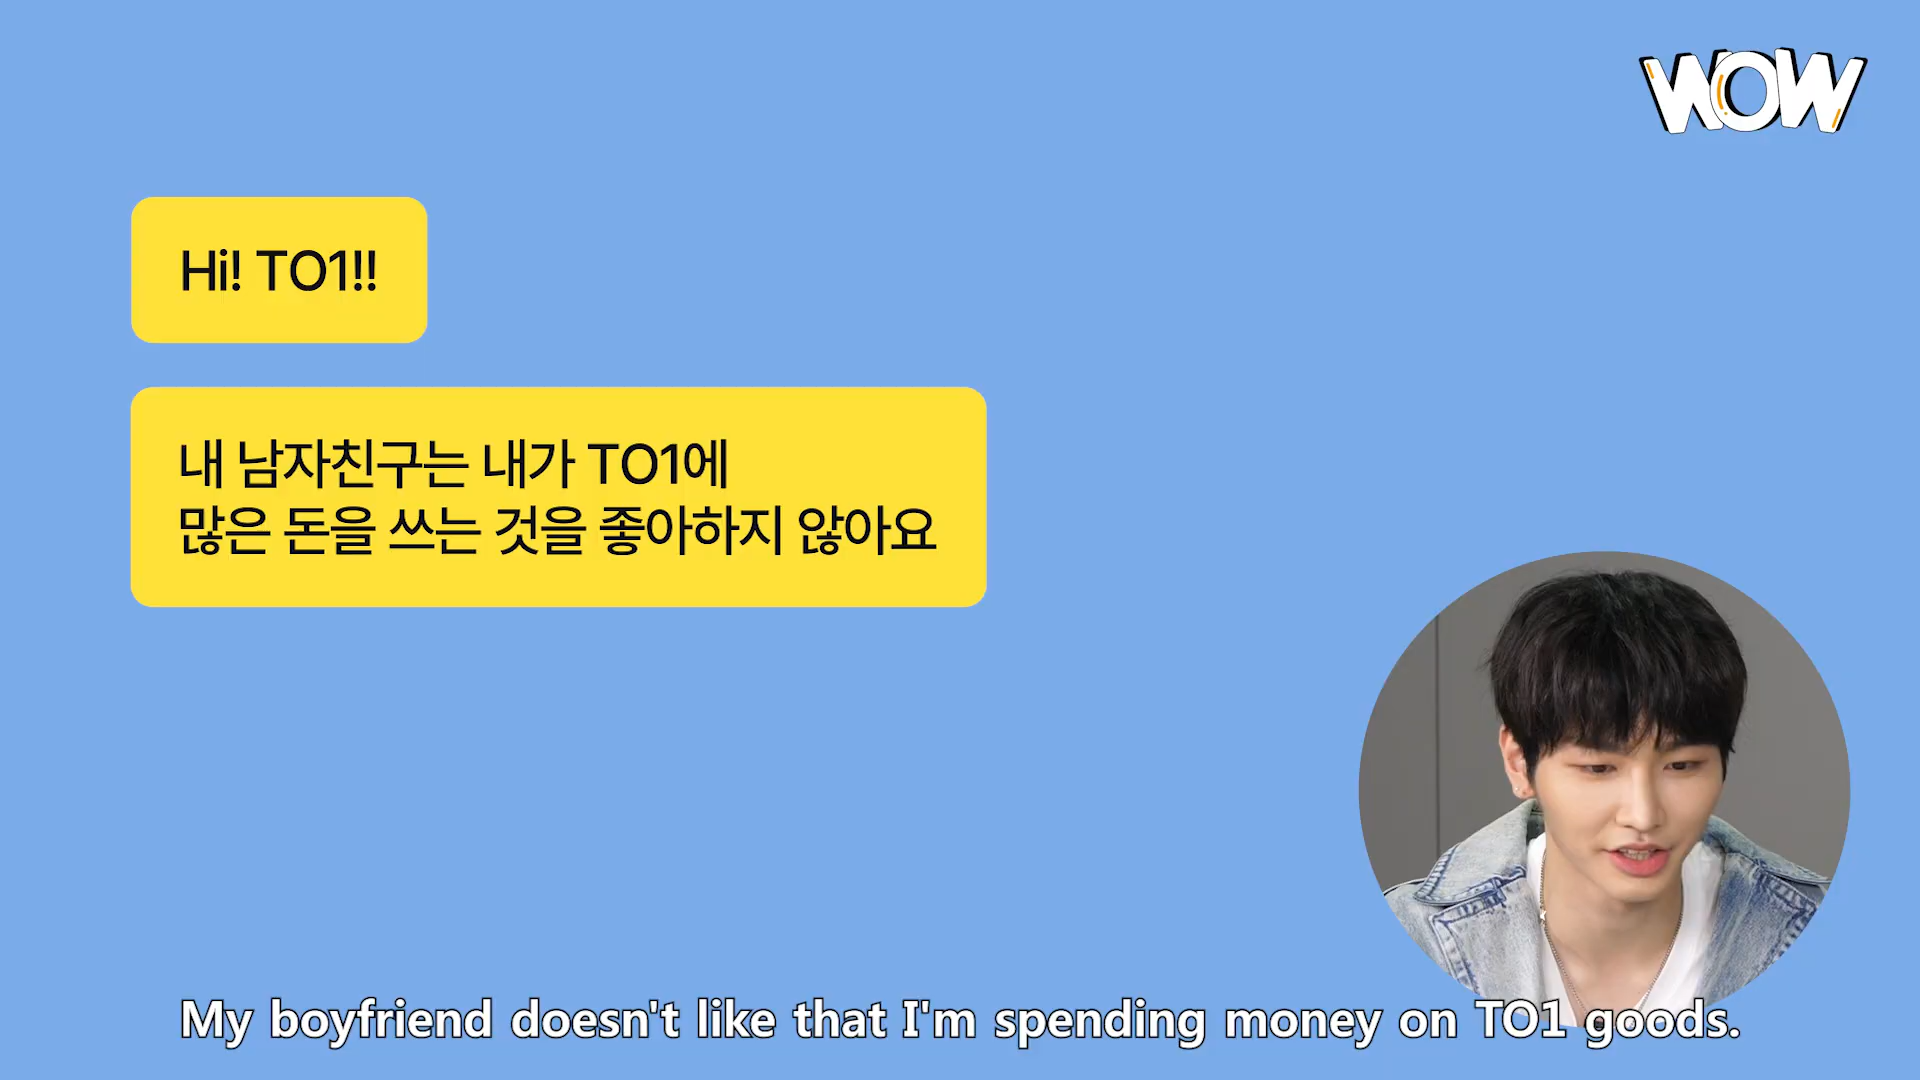 WOW
Hi! TO1!!
내 남자친구는 내가 TO1에
많은 돈을 쓰는 것을 좋아하지 않아요
My boyfriend doesn't like that I'm spending money on TO1 goods.